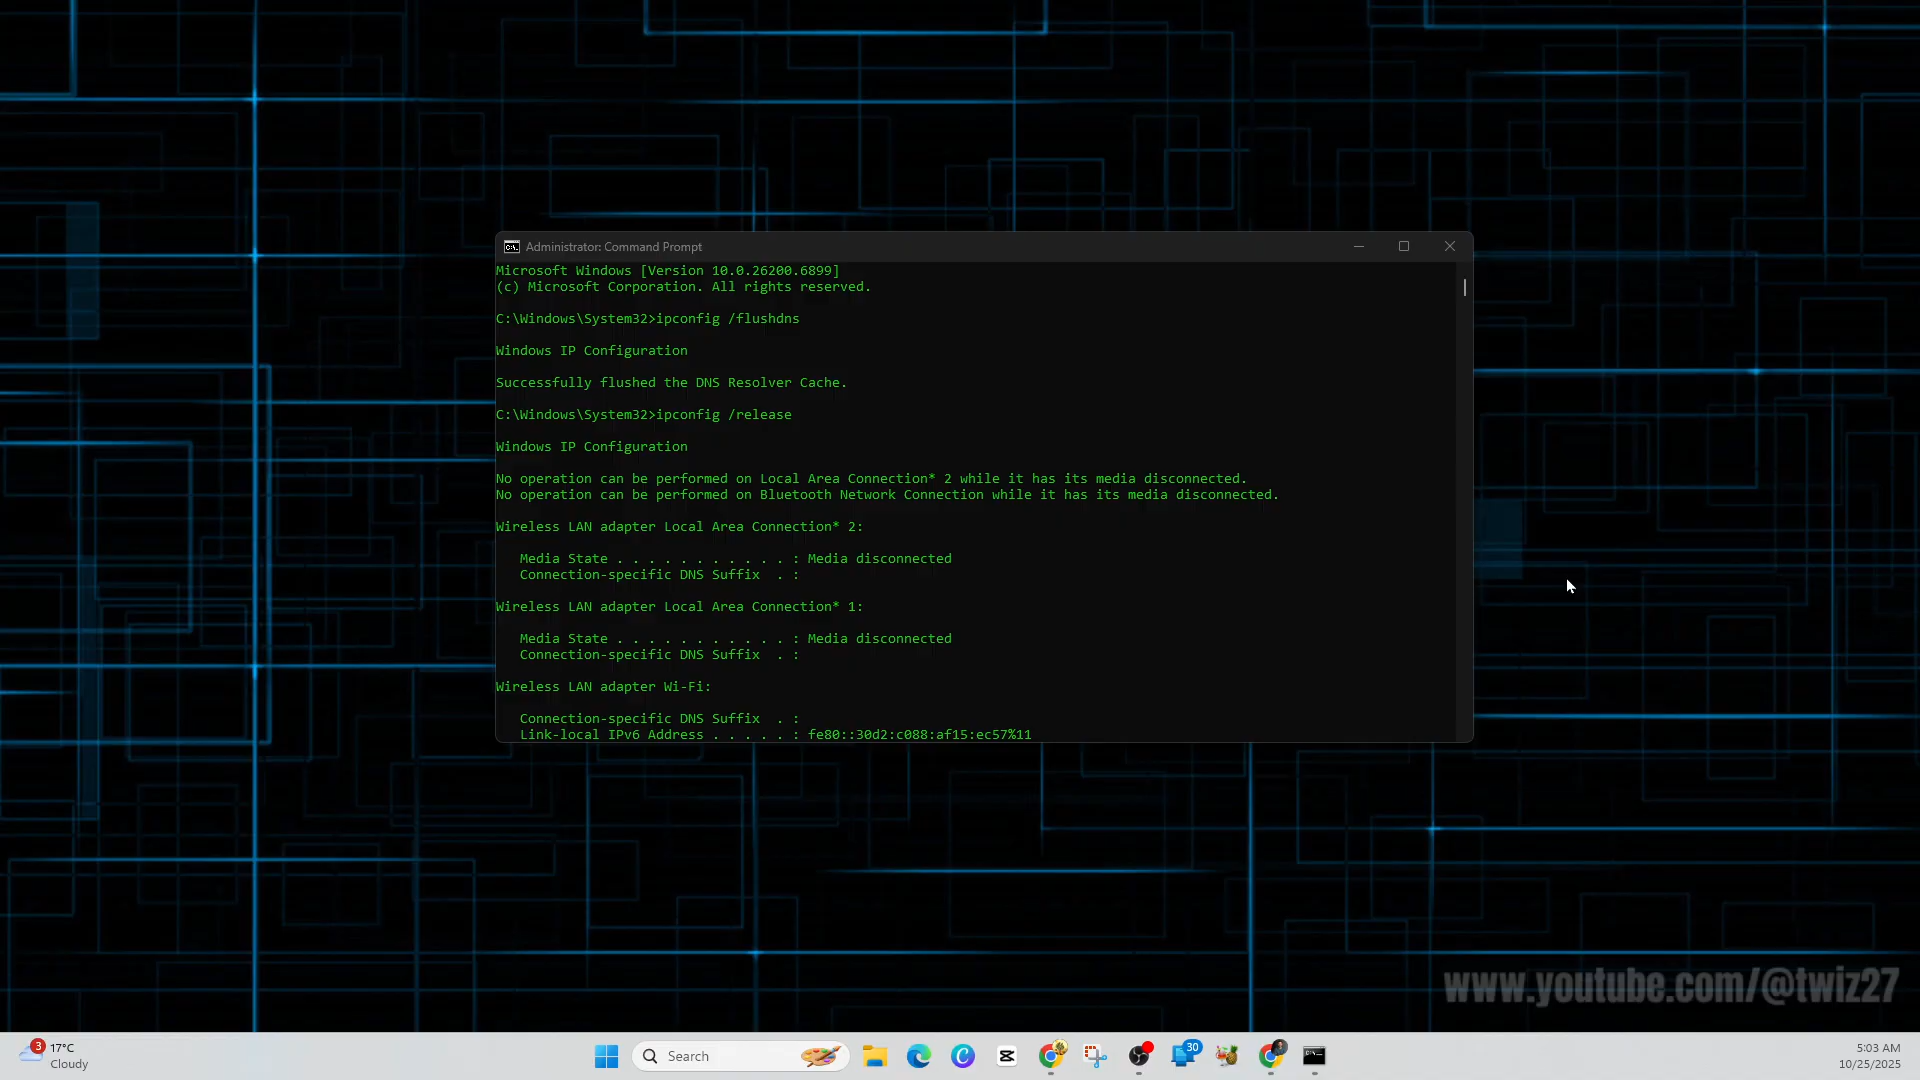 Administrator: Command Prompt
Microsoft Windows [Version 10.0.26200.6899]
(c) Microsoft Corporation. All rights reserved.
C:\Windows\System32>ipconfig /flushdns
Windows IP Configuration
Successfully flushed the DNS Resolver Cache.
C:\Windows\System32>ipconfig /release
Windows IP Configuration
No operation can be performed on Local Area Connection* 2 while it has its media disconnected.
No operation can be performed on Bluetooth Network Connection while it has its media disconnected.
Wireless LAN adapter Local Area Connection* 2:
Media State . . . . . . . . . . . : Media disconnected
Connection-specific DNS Suffix  . :
Wireless LAN adapter Local Area Connection* 1:
Media State . . . . . . . . . . . : Media disconnected
Connection-specific DNS Suffix  . :
Wireless LAN adapter Wi-Fi:
Connection-specific DNS Suffix  . :
Link-local IPv6 Address . . . . . : fe80::30d2:c088:af15:ec57%11
www.youtube.com/@twiz27
3
17°C
Cloudy
Search
30
5:03 AM
10/25/2025